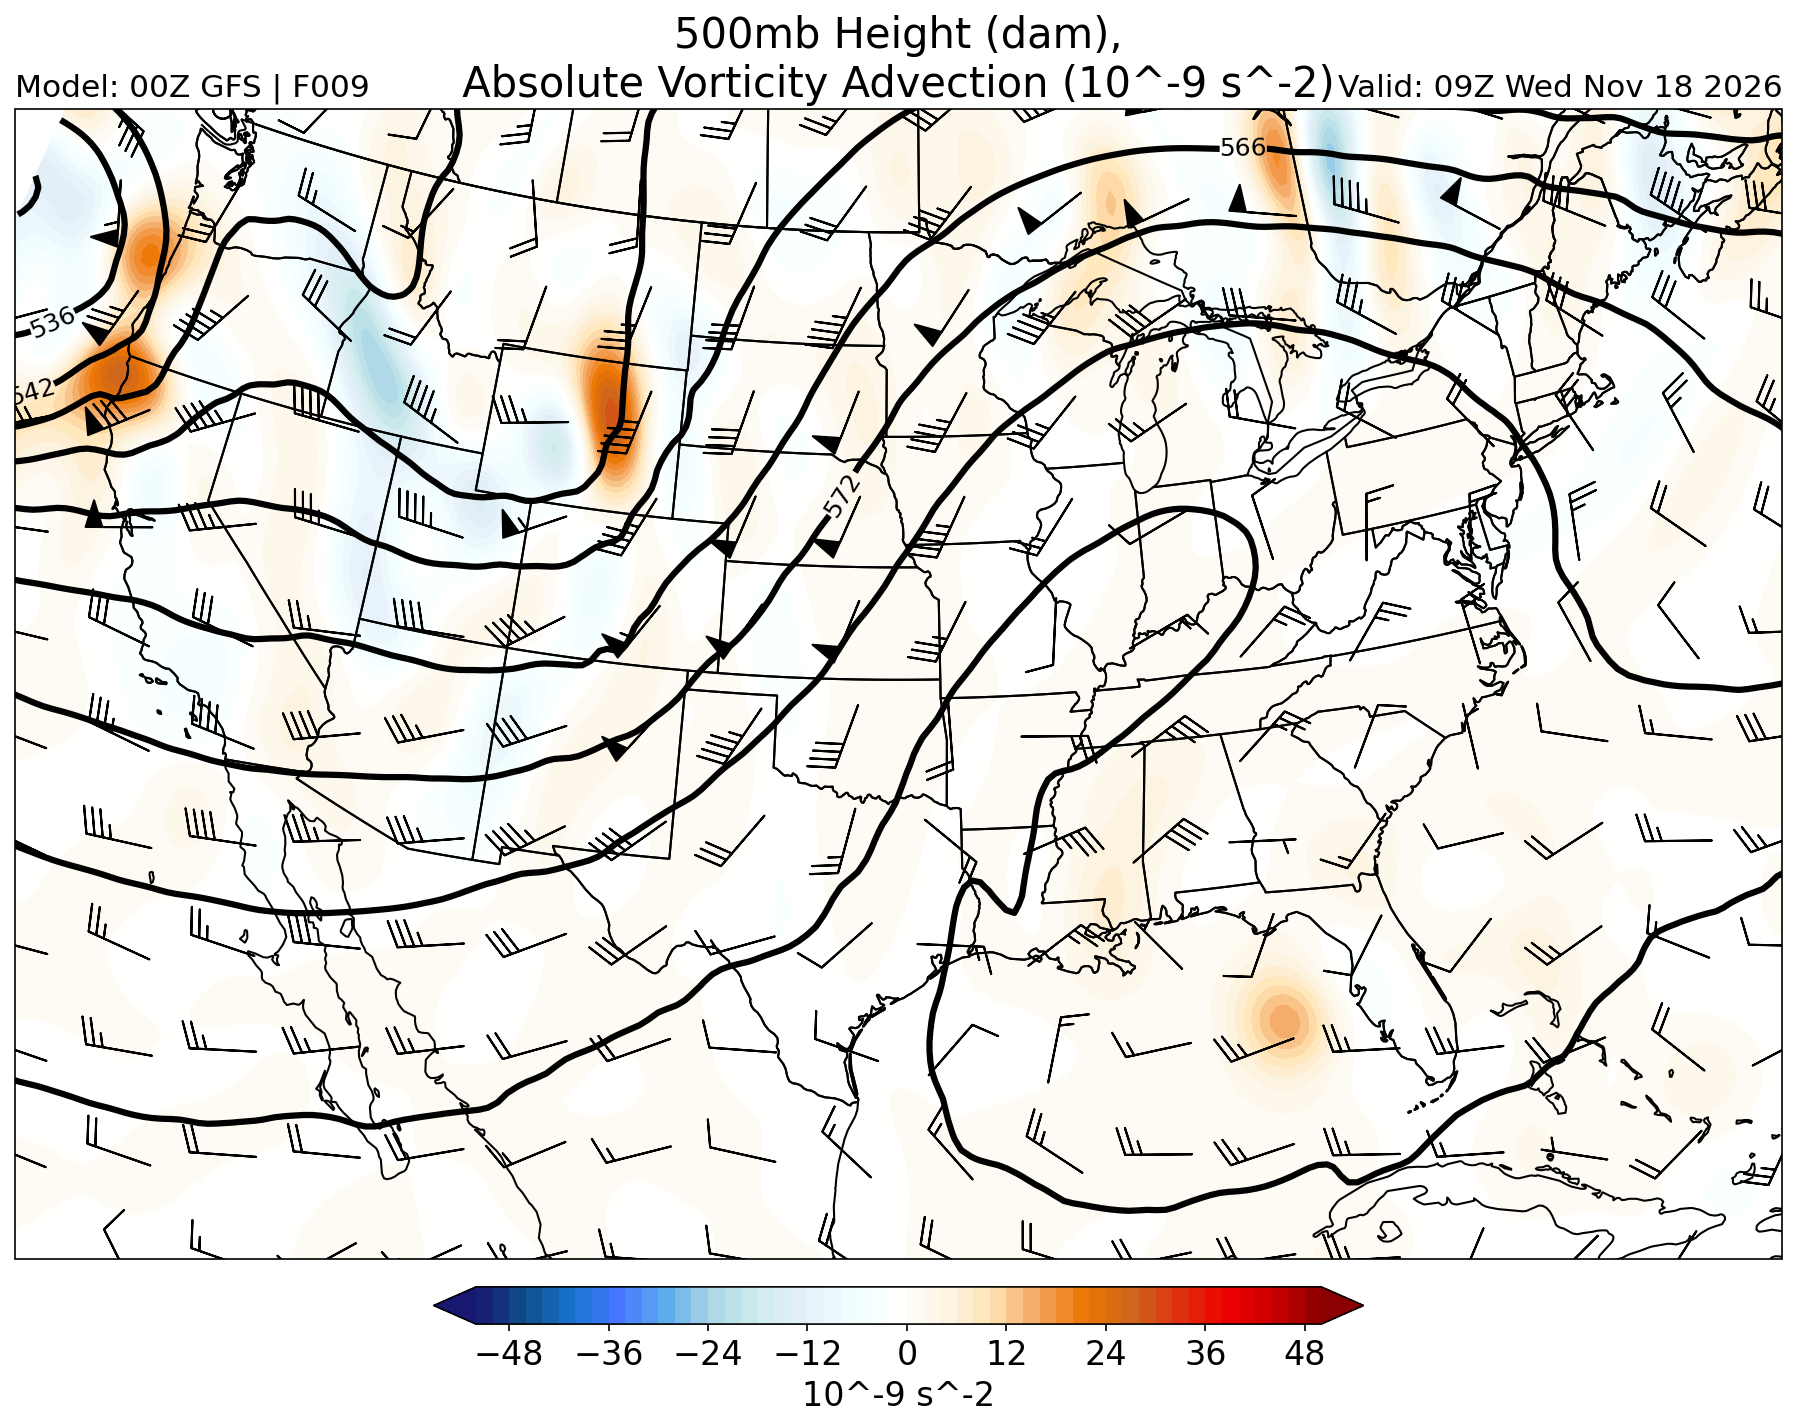 500mb Height (dam),
Model: 00Z GFS | F009
Absolute Vorticity Advection (10^-9 s^-2)
Valid: 09Z Wed Nov 18 2026
566
536
542
572
−48 −36 −24 −12 0 12 24 36 48
10^-9 s^-2